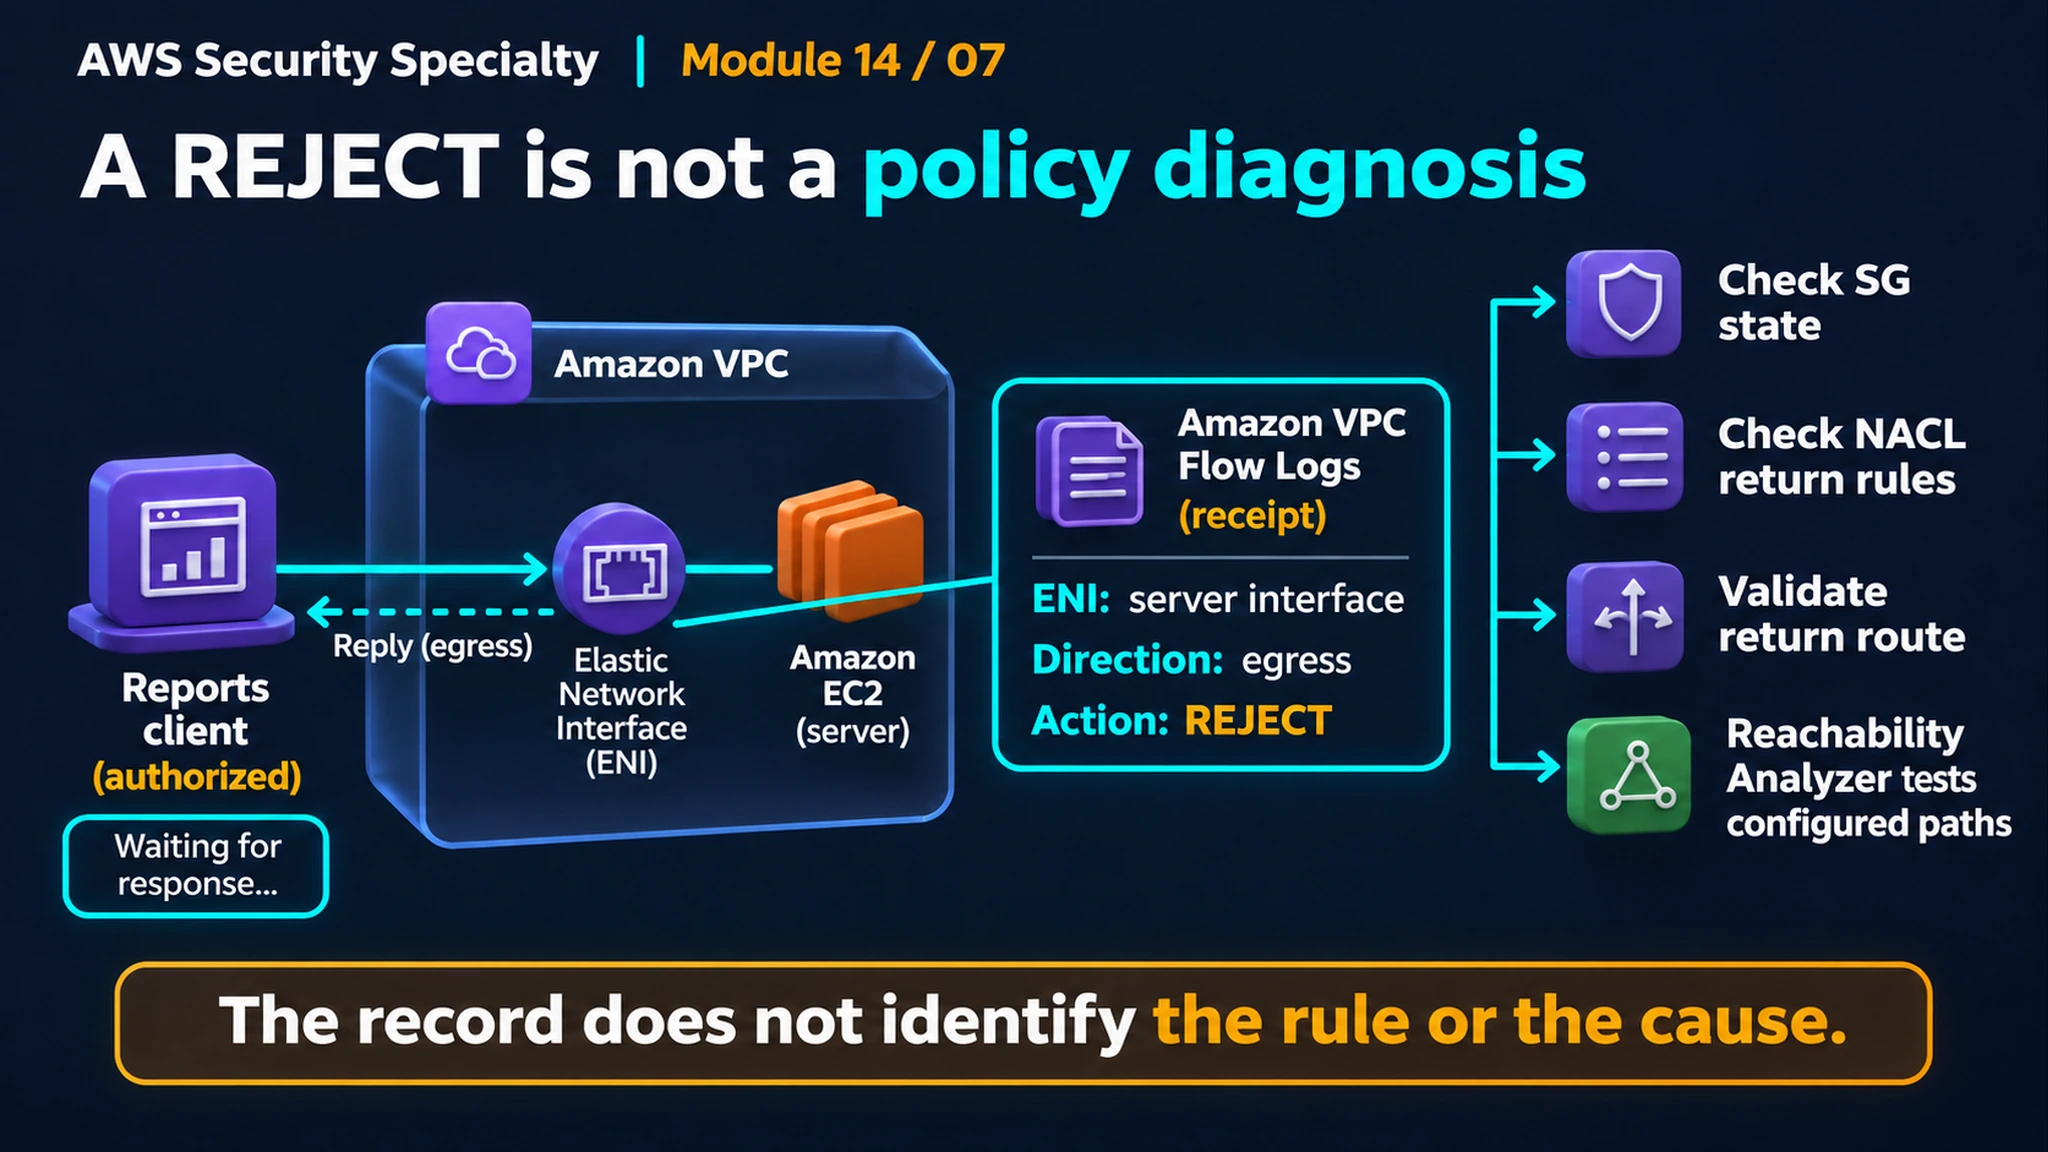 AWS Security Specialty | Module 14 / 07
A REJECT is not a policy diagnosis
Amazon VPC
Reports
client
(authorized)
Waiting for
response...
Reply (egress)
Elastic
Network
Interface
(ENI)
Amazon
EC2
(server)
Amazon VPC
Flow Logs
(receipt)
ENI: server interface
Direction: egress
Action: REJECT
Check SG
state
Check NACL
return rules
Validate
return route
Reachability
Analyzer tests
configured paths
The record does not identify the rule or the cause.